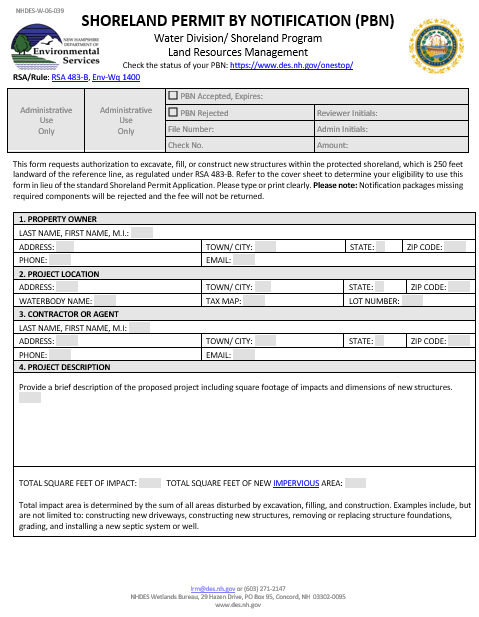 NHDES-W-06-039
SHORELAND PERMIT BY NOTIFICATION (PBN)
Water Division/ Shoreland Program
Land Resources Management
Check the status of your PBN: https://www.des.nh.gov/onestop/
NEW HAMPSHIRE
DEPARTMENT OF
Environmental
Services
RSA/Rule: RSA 483-B, Env-Wq 1400
Administrative
Use
Only
Administrative
Use
Only
PBN Accepted, Expires:
PBN Rejected
Reviewer Initials:
File Number:
Admin Initials:
Check No.
Amount:
This form requests authorization to excavate, fill, or construct new structures within the protected shoreland, which is 250 feet
landward of the reference line, as regulated under RSA 483-B. Refer to the cover sheet to determine your eligibility to use this
form in lieu of the standard Shoreland Permit Application. Please type or print clearly. Please note: Notification packages missing
required components will be rejected and the fee will not be returned.
1. PROPERTY OWNER
LAST NAME, FIRST NAME, M.I.:
ADDRESS: TOWN/ CITY: STATE: ZIP CODE:
PHONE: EMAIL:
2. PROJECT LOCATION
ADDRESS: TOWN/ CITY: STATE: ZIP CODE:
WATERBODY NAME: TAX MAP: LOT NUMBER:
3. CONTRACTOR OR AGENT
LAST NAME, FIRST NAME, M.I:
ADDRESS: TOWN/ CITY: STATE: ZIP CODE:
PHONE: EMAIL:
4. PROJECT DESCRIPTION
Provide a brief description of the proposed project including square footage of impacts and dimensions of new structures.
TOTAL SQUARE FEET OF IMPACT: TOTAL SQUARE FEET OF NEW IMPERVIOUS AREA:
Total impact area is determined by the sum of all areas disturbed by excavation, filling, and construction. Examples include, but
are not limited to: constructing new driveways, constructing new structures, removing or replacing structure foundations,
grading, and installing a new septic system or well.
lrm@des.nh.gov or (603) 271-2147
NHDES Wetlands Bureau, 29 Hazen Drive, PO Box 95, Concord, NH 03302-0095
www.des.nh.gov